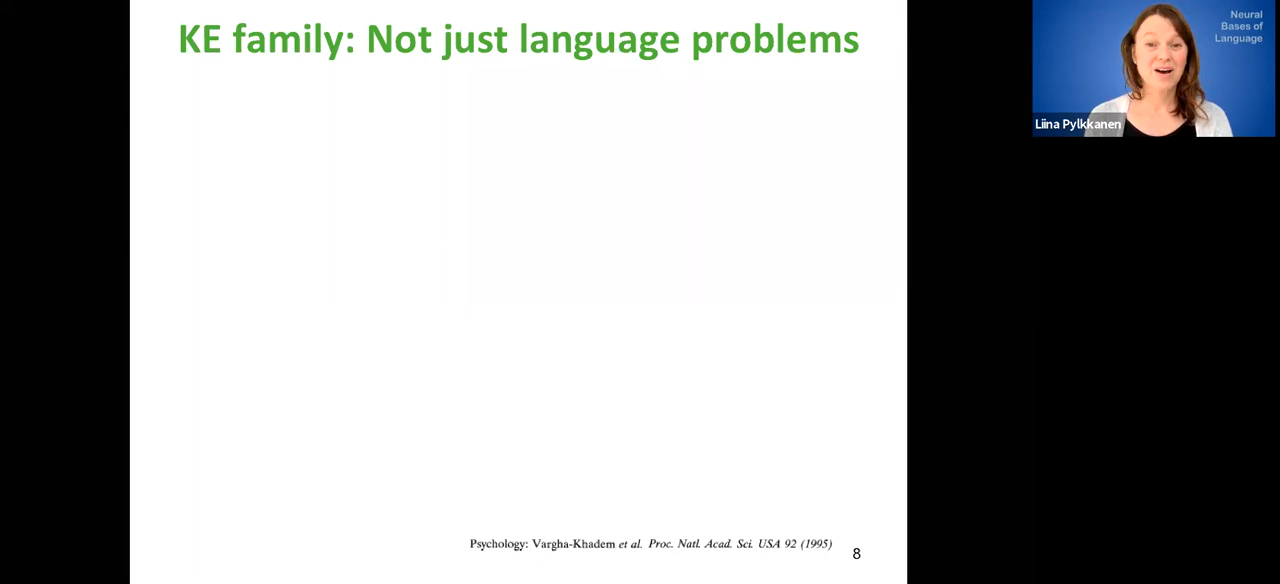 KE family: Not just language problems
Neural
Bases of
Language
Liina Pylkkanen
Psychology: Vargha-Khadem et al. Proc. Natl. Acad. Sci. USA 92 (1995)
8